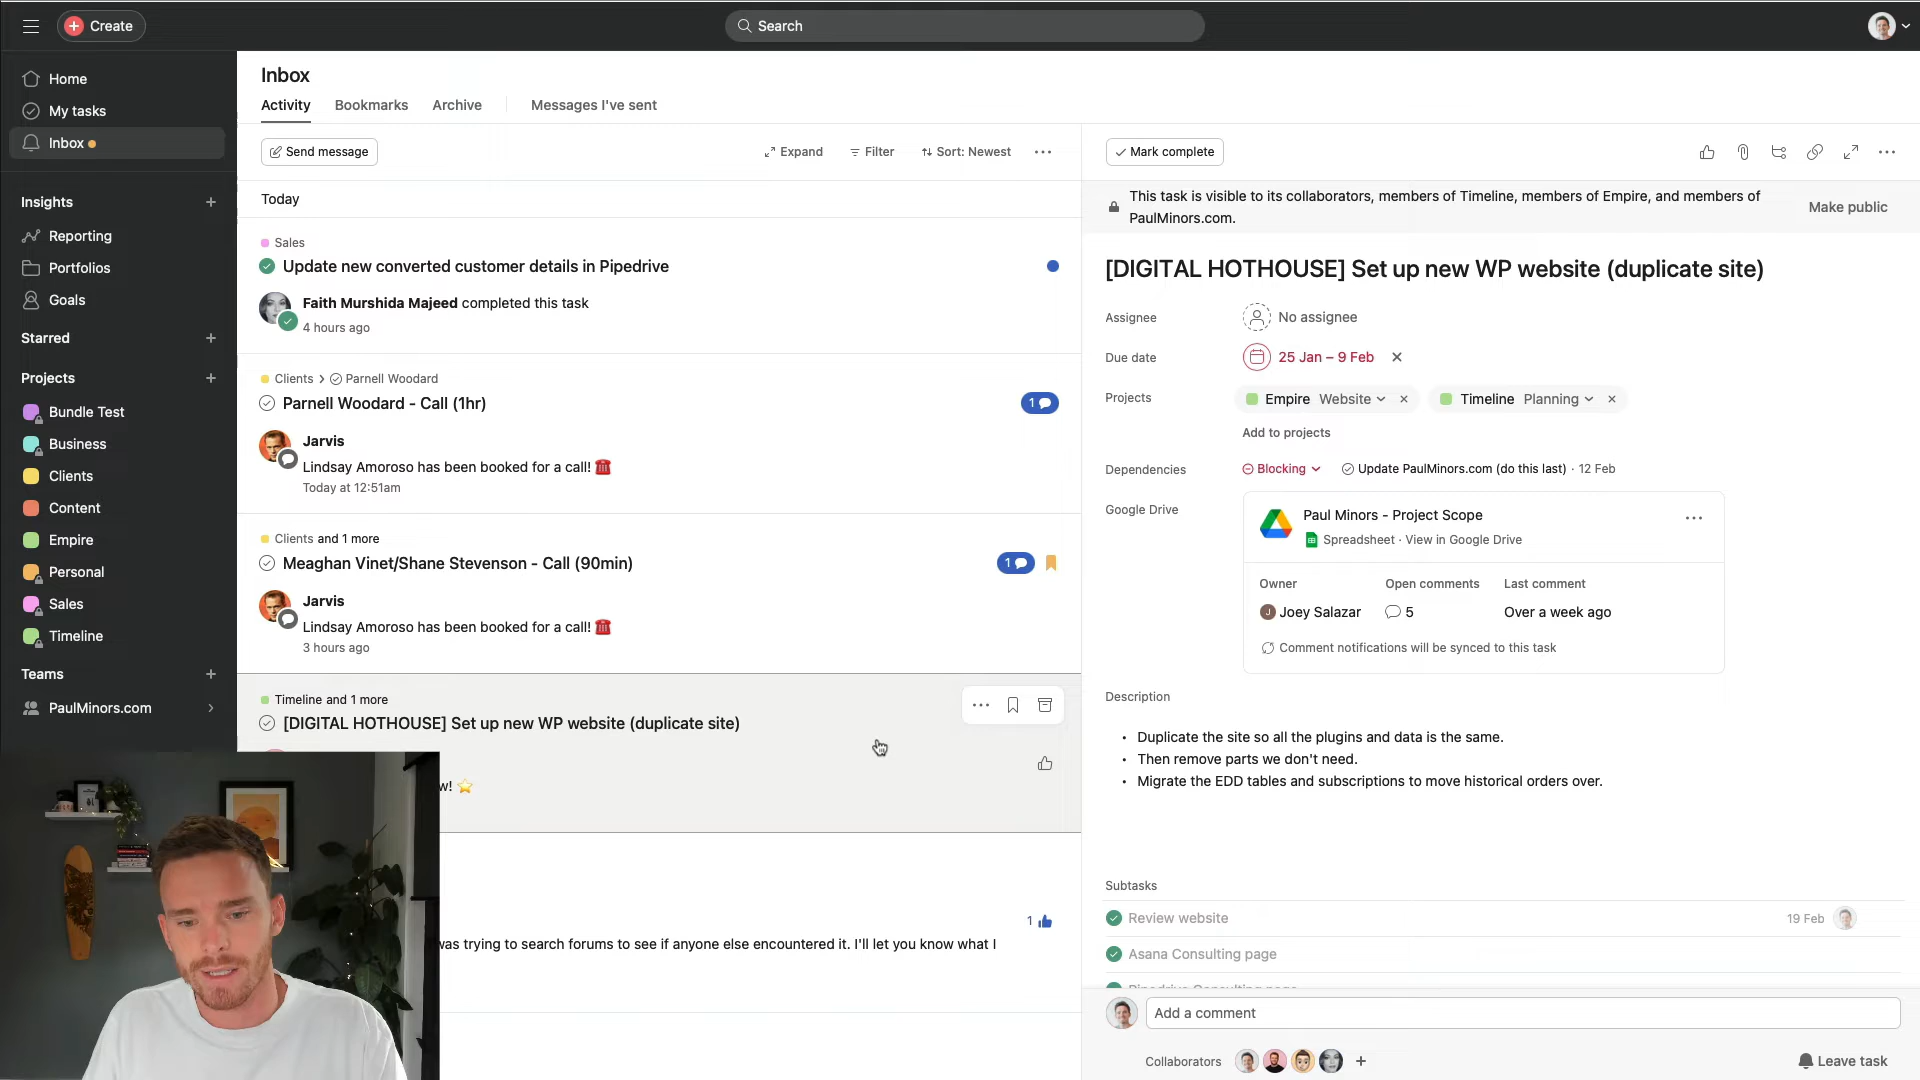 Create
Search
Home
My tasks
Inbox
Insights
Reporting
Portfolios
Goals
Starred
Projects
Bundle Test
Business
Clients
Content
Empire
Personal
Sales
Timeline
Teams
PaulMinors.com
Inbox
Activity Bookmarks Archive Messages I've sent
Send message Expand Filter Sort: Newest
Today
Sales
Update new converted customer details in Pipedrive
Faith Murshida Majeed completed this task
4 hours ago
Clients Parnell Woodard
Parnell Woodard - Call (1hr)
1
Jarvis
Lindsay Amoroso has been booked for a call! ☎️
Today at 12:51am
Clients and 1 more
Meaghan Vinet/Shane Stevenson - Call (90min)
1
Jarvis
Lindsay Amoroso has been booked for a call! ☎️
3 hours ago
Timeline and 1 more
[DIGITAL HOTHOUSE] Set up new WP website (duplicate site)
w! ⭐
1
was trying to search forums to see if anyone else encountered it. I'll let you know what I
Mark complete
This task is visible to its collaborators, members of Timeline, members of Empire, and members of
PaulMinors.com.
Make public
[DIGITAL HOTHOUSE] Set up new WP website (duplicate site)
Assignee No assignee
Due date 25 Jan – 9 Feb
Projects Empire Website Timeline Planning
Add to projects
Dependencies Blocking Update PaulMinors.com (do this last) · 12 Feb
Google Drive
Paul Minors - Project Scope
Spreadsheet · View in Google Drive
Owner Open comments Last comment
J Joey Salazar 5 Over a week ago
Comment notifications will be synced to this task
Description
• Duplicate the site so all the plugins and data is the same.
• Then remove parts we don't need.
• Migrate the EDD tables and subscriptions to move historical orders over.
Subtasks
Review website 19 Feb
Asana Consulting page
Pipedrive Consulting page
Add a comment
Collaborators Leave task